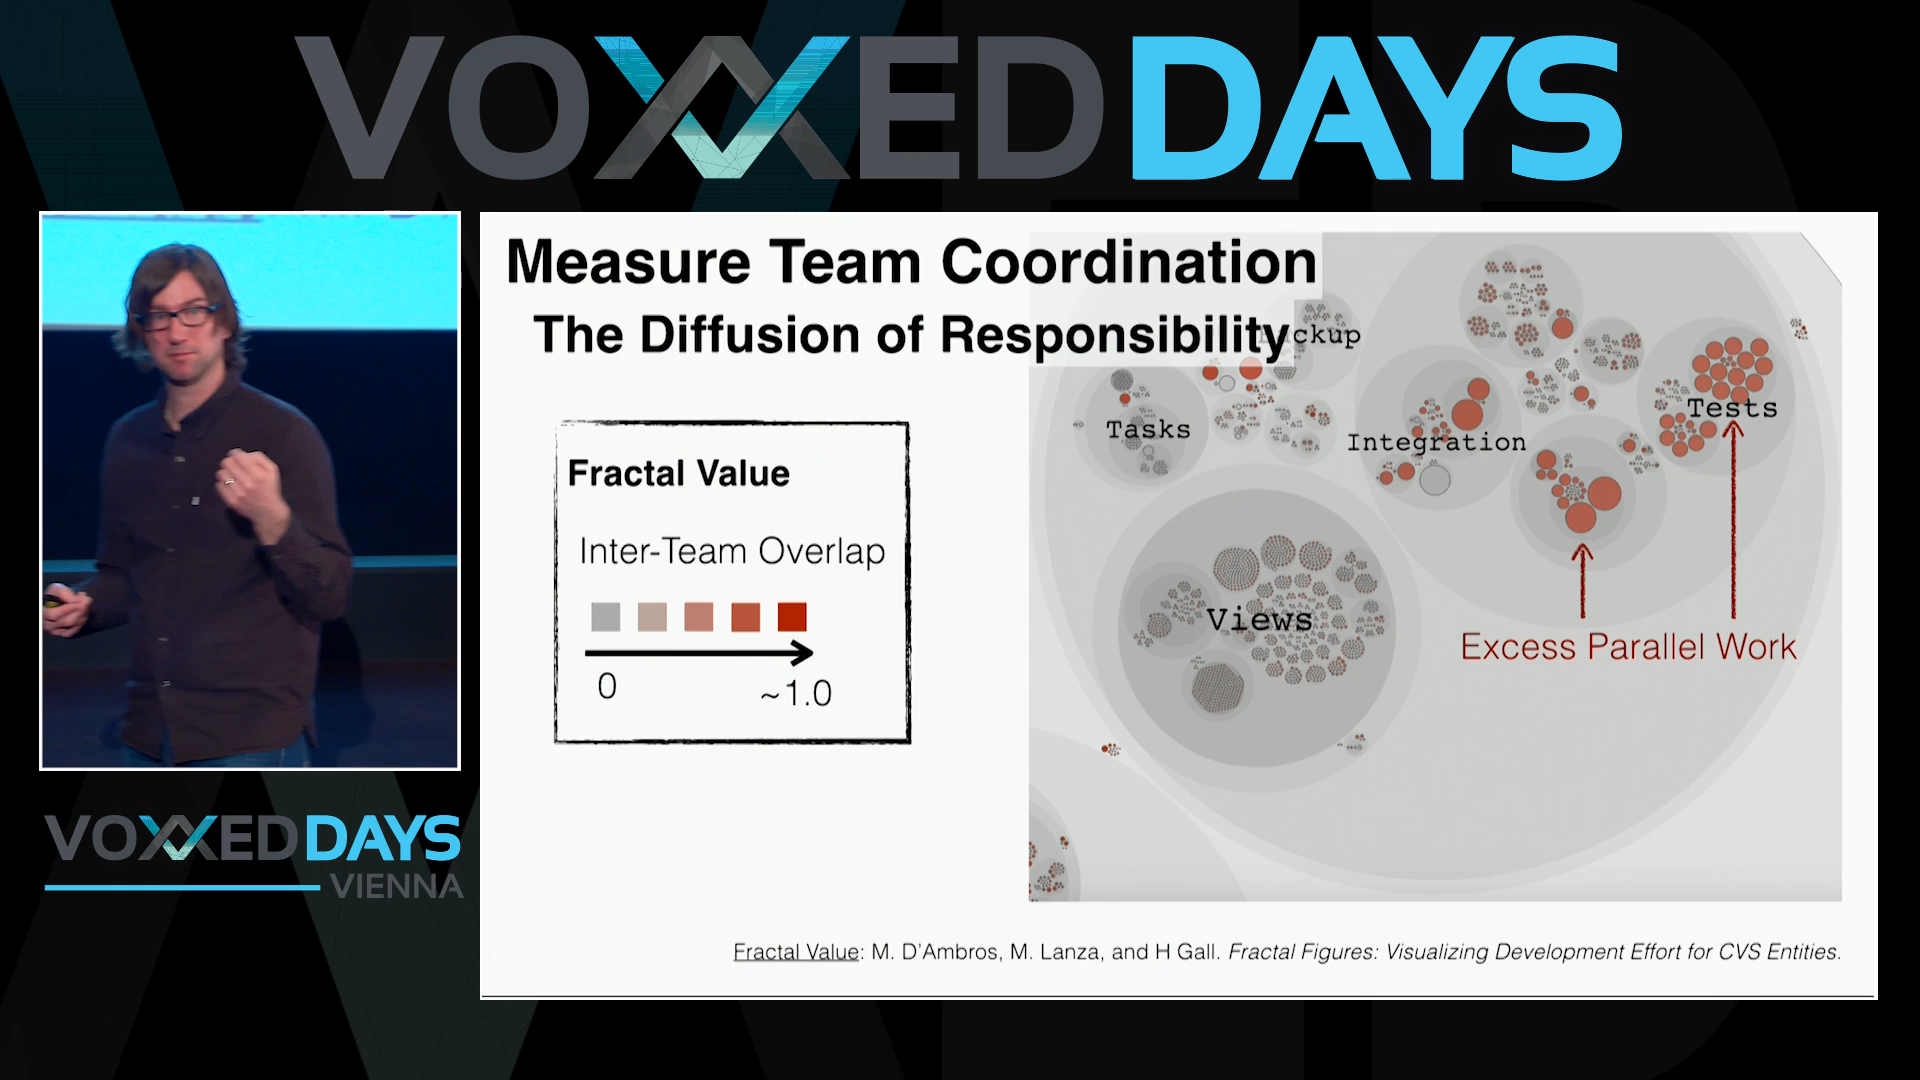 VOXXED DAYS
Measure Team Coordination
The Diffusion of Responsibility
ckup
Tasks
Integration
Tests
Fractal Value
Inter-Team Overlap
0
~1.0
Views
Excess Parallel Work
VOXXED DAYS
VIENNA
Fractal Value: M. D'Ambros, M. Lanza, and H Gall. Fractal Figures: Visualizing Development Effort for CVS Entities.